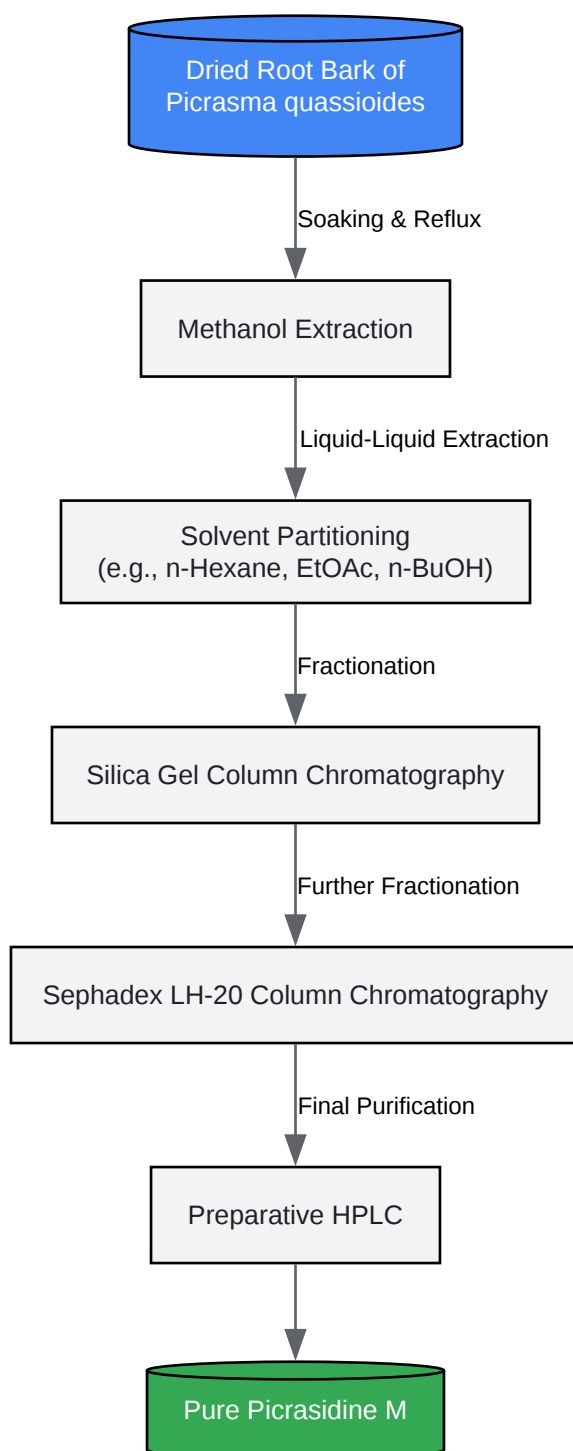 Dried Root Bark of
Picrasma quassioides
Soaking & Reflux
Methanol Extraction
Liquid-Liquid Extraction
Solvent Partitioning
(e.g., n-Hexane, EtOAc, n-BuOH)
Fractionation
Silica Gel Column Chromatography
Further Fractionation
Sephadex LH-20 Column Chromatography
Final Purification
Preparative HPLC
Pure Picrasidine M